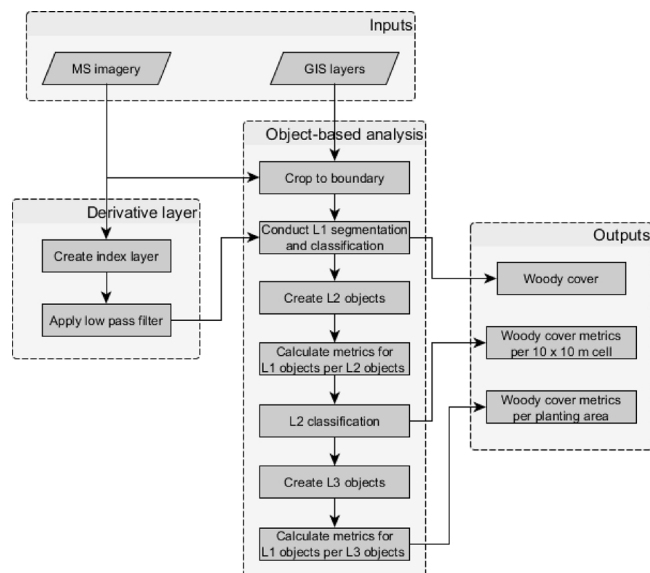 Inputs
MS imagery
GIS layers
Object-based analysis
Crop to boundary
Derivative layer
Conduct L1 segmentation
and classification
Outputs
Create index layer
Woody cover
Create L2 objects
Apply low pass filter
Woody cover metrics
per 10 x 10 m cell
Calculate metrics for
L1 objects per L2 objects
Woody cover metrics
per planting area
L2 classification
Create L3 objects
Calculate metrics for
L1 objects per L3 objects